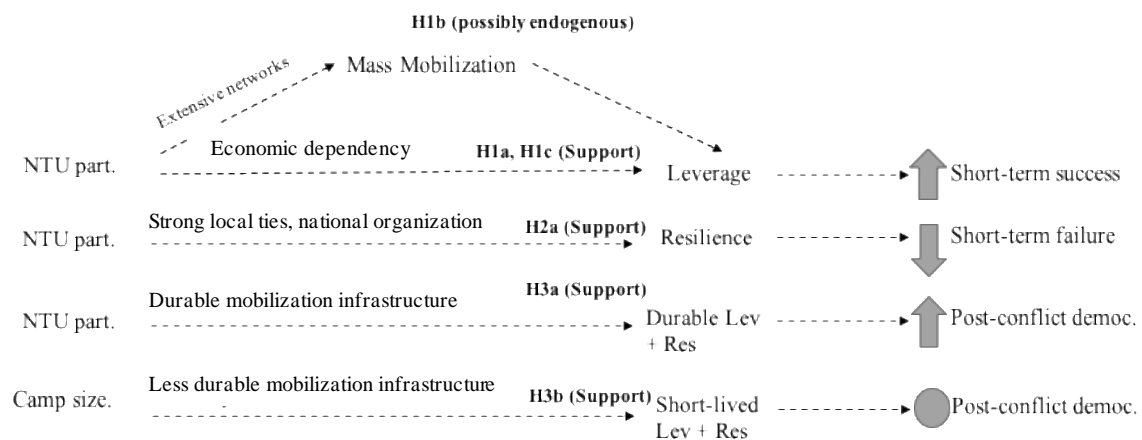 H1b (possibly endogenous)
Mass Mobilization
Extensive networks
Economic dependency
H1a, H1c (Support)
NTU part.
Leverage
Short-term success
Strong local ties, national organization
H2a (Support)
NTU part.
Resilience
Short-term failure
Durable mobilization infrastructure
H3a (Support)
NTU part.
Durable Lev
+ Res
Post-conflict democ.
Less durable mobilization infrastructure
H3b (Support)
Camp size.
Short-lived
Lev + Res
Post-conflict democ.